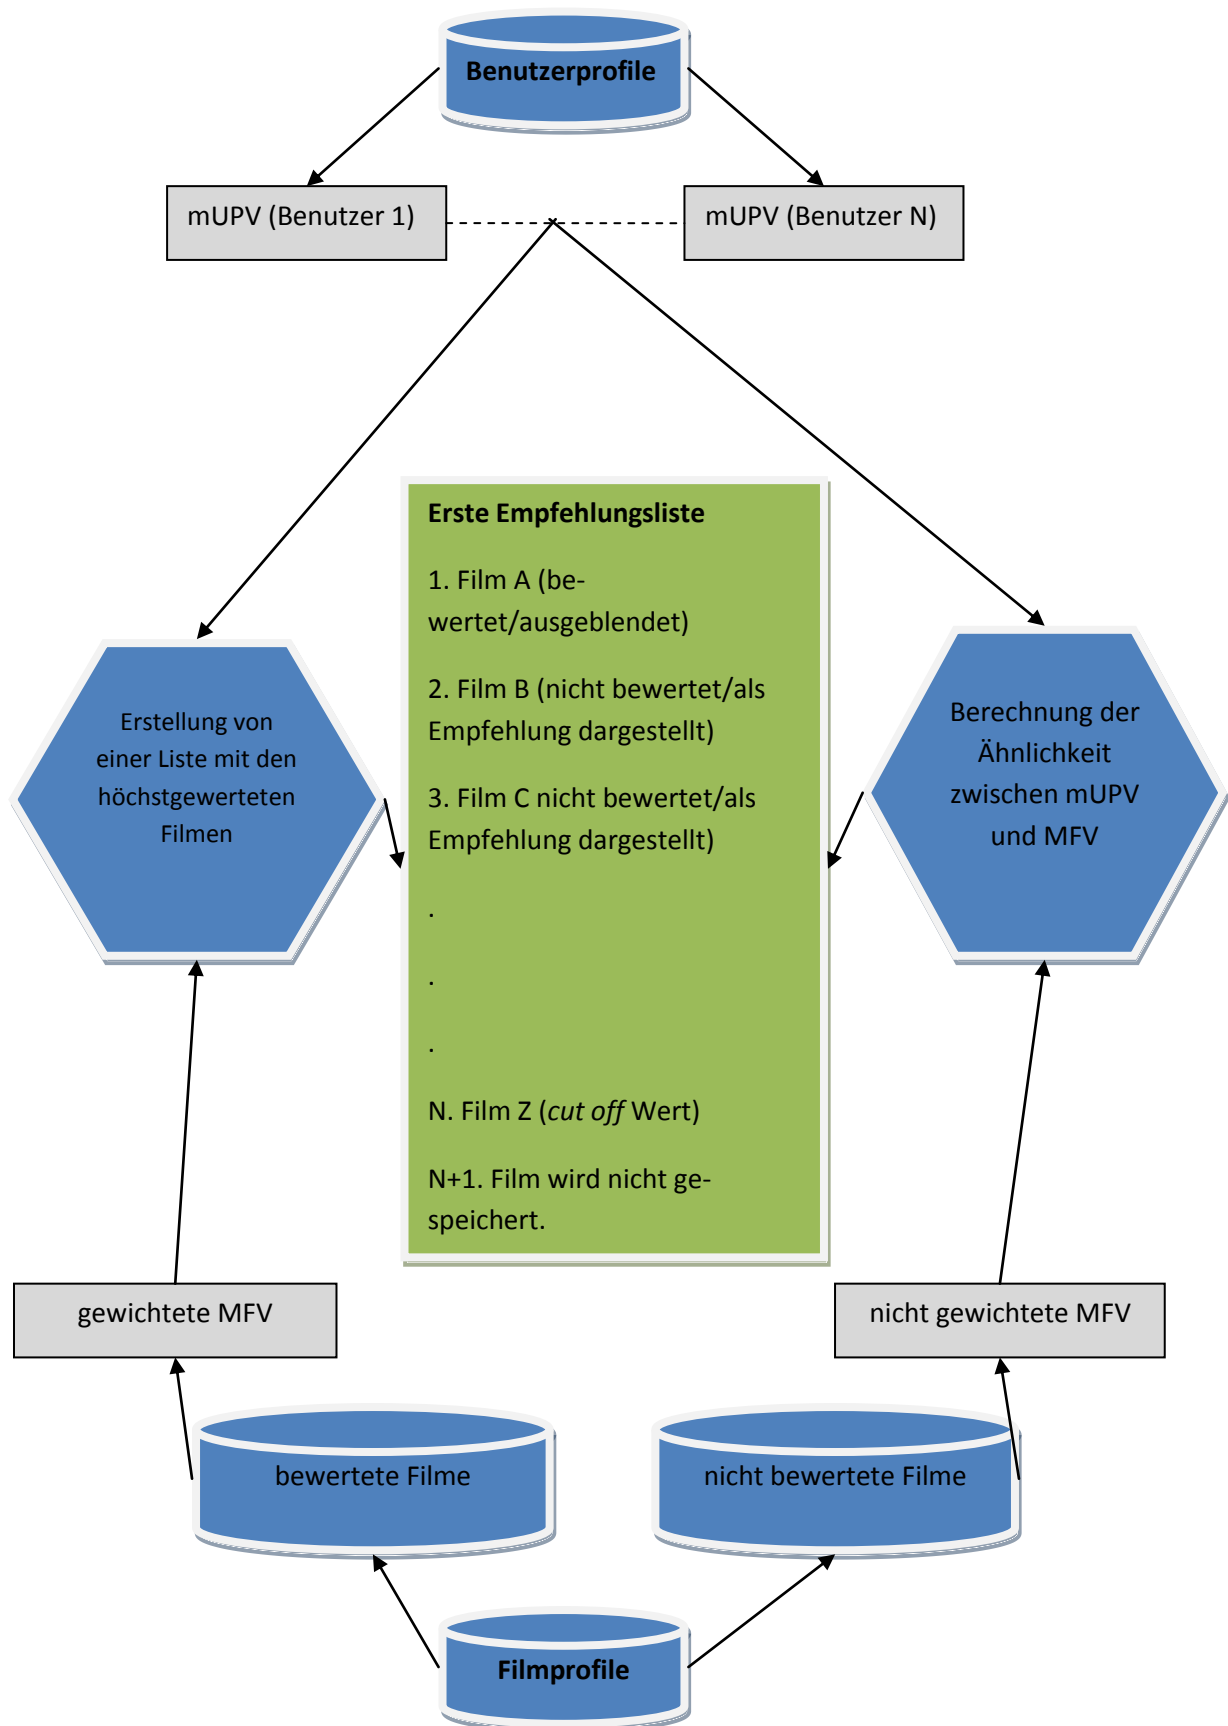 Benutzerprofile
mUPV (Benutzer 1)
mUPV (Benutzer N)
Erste Empfehlungsliste
1. Film A (be-
wertet/ausgeblendet)
2. Film B (nicht bewertet/als
Empfehlung dargestellt)
3. Film C nicht bewertet/als
Empfehlung dargestellt)
.
.
.
N. Film Z (cut off Wert)
N+1. Film wird nicht ge-
speichert.
Erstellung von
einer Liste mit den
höchstgewerteten
Filmen
Berechnung der
Ähnlichkeit
zwischen mUPV
und MFV
gewichtete MFV
nicht gewichtete MFV
bewertete Filme
nicht bewertete Filme
Filmprofile